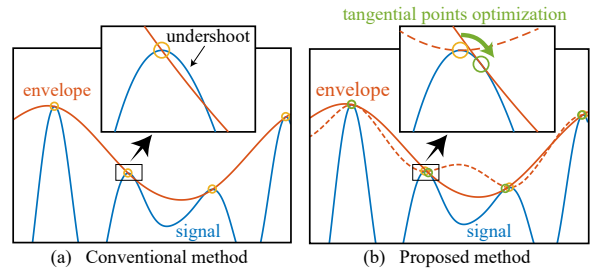 tangential points optimization
undershoot
envelope
signal
envelope
signal
(a) Conventional method
(b) Proposed method